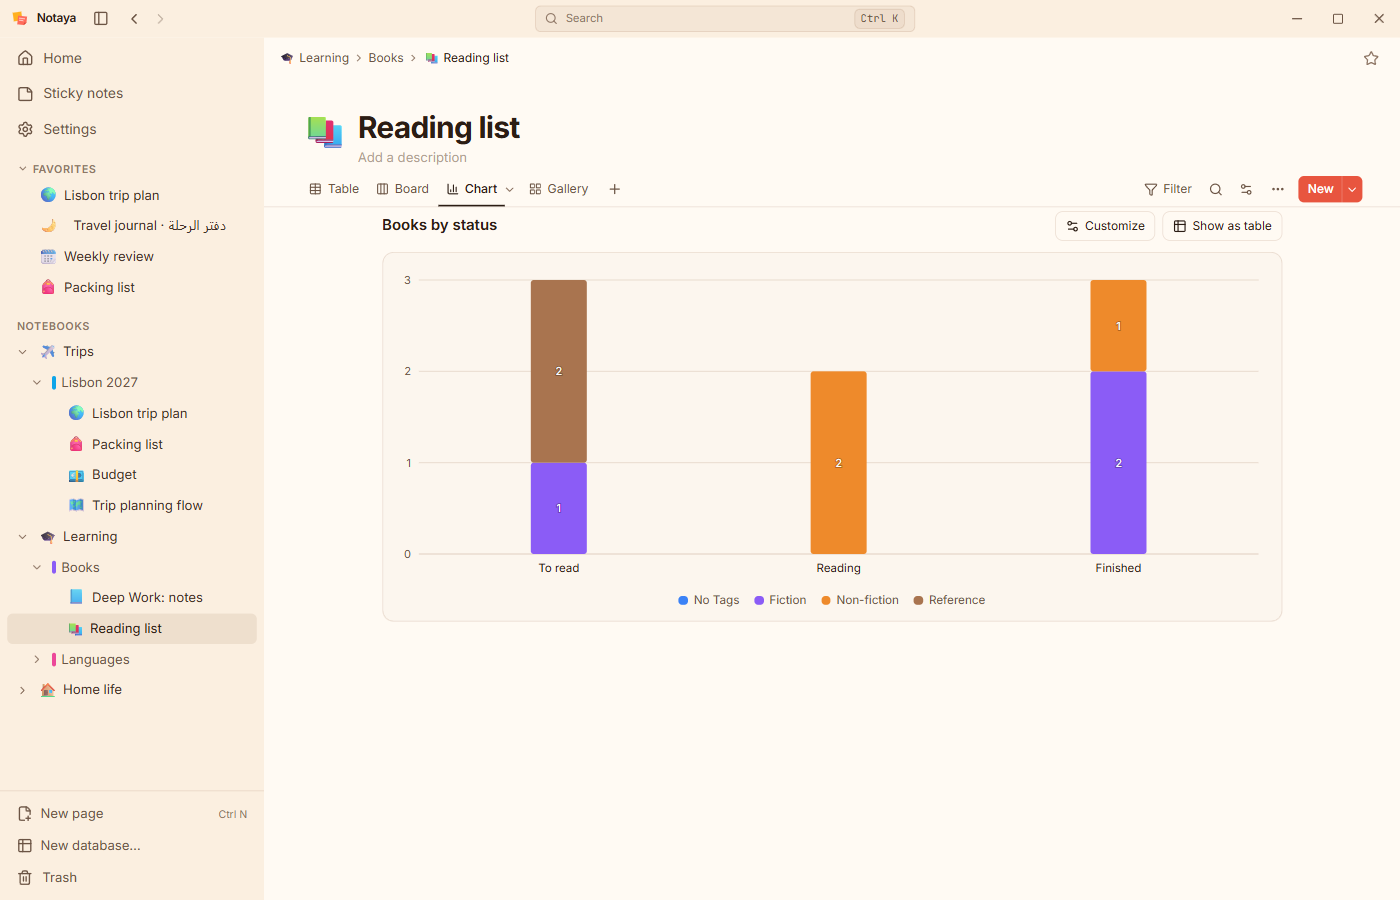 Notaya
Search
Ctrl K
Home
Sticky notes
Settings
FAVORITES
Lisbon trip plan
Travel journal · دفتر الرحلة
Weekly review
Packing list
NOTEBOOKS
Trips
Lisbon 2027
Lisbon trip plan
Packing list
Budget
Trip planning flow
Learning
Books
Deep Work: notes
Reading list
Languages
Home life
New page
Ctrl N
New database...
Trash
Learning
Books
Reading list
Reading list
Add a description
Table
Board
Chart
Gallery
Filter
New
Books by status
Customize
Show as table
3
2
1
0
2
1
2
1
2
To read
Reading
Finished
No Tags
Fiction
Non-fiction
Reference